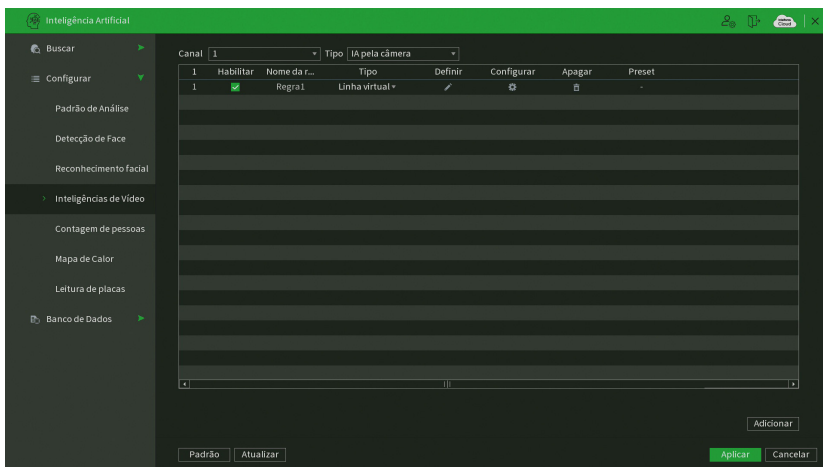 Inteligência Artificial
intelbras Cloud
Buscar
Configurar
Padrão de Análise
Detecção de Face
Reconhecimento facial
Inteligências de Vídeo
Contagem de pessoas
Mapa de Calor
Leitura de placas
Banco de Dados
Canal 1 Tipo IA pela câmera
1 Habilitar Nome da r... Tipo Definir Configurar Apagar Preset
1 Regra1 Linha virtual -
Adicionar
Padrão Atualizar Aplicar Cancelar